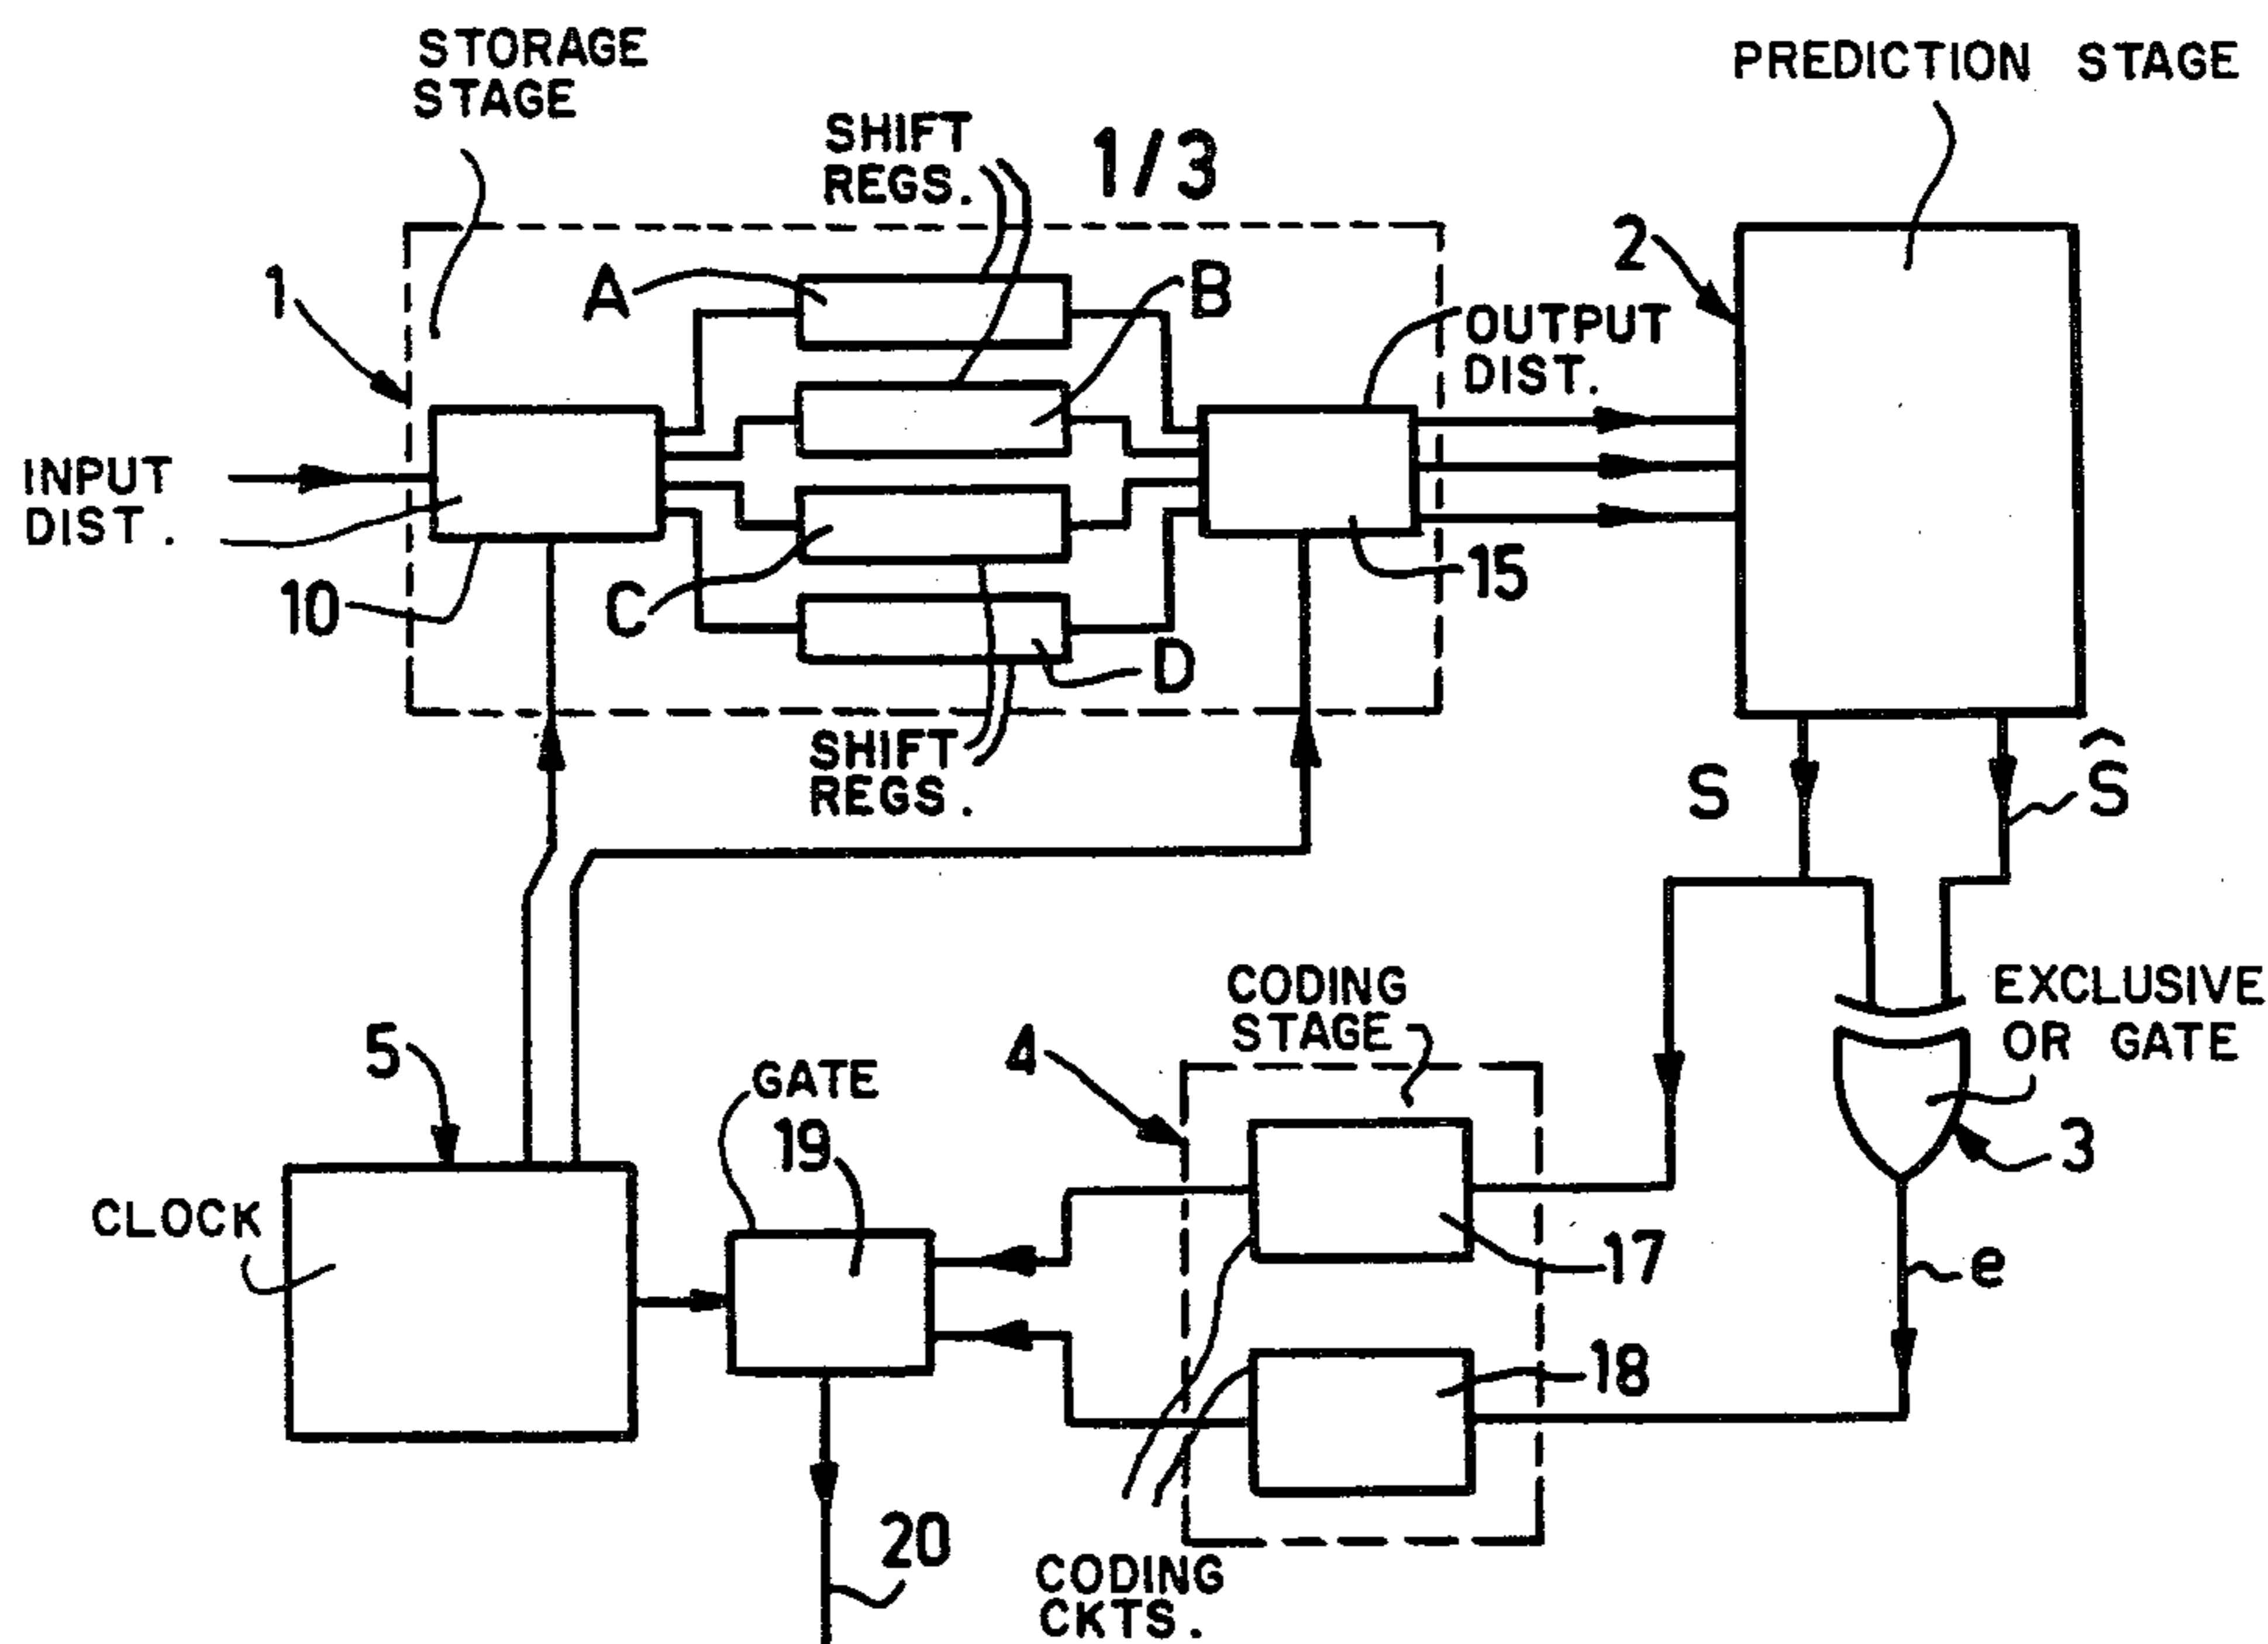 STORAGE
STAGE
PREDICTION STAGE
SHIFT
REGS.
1/3
1
A
B
2
OUTPUT
DIST.
INPUT
DIST.
10
C
15
D
SHIFT
REGS.
S
Ŝ
CODING
STAGE
EXCLUSIVE
OR GATE
5
GATE
4
19
3
CLOCK
17
e
18
20
CODING
CKTS.